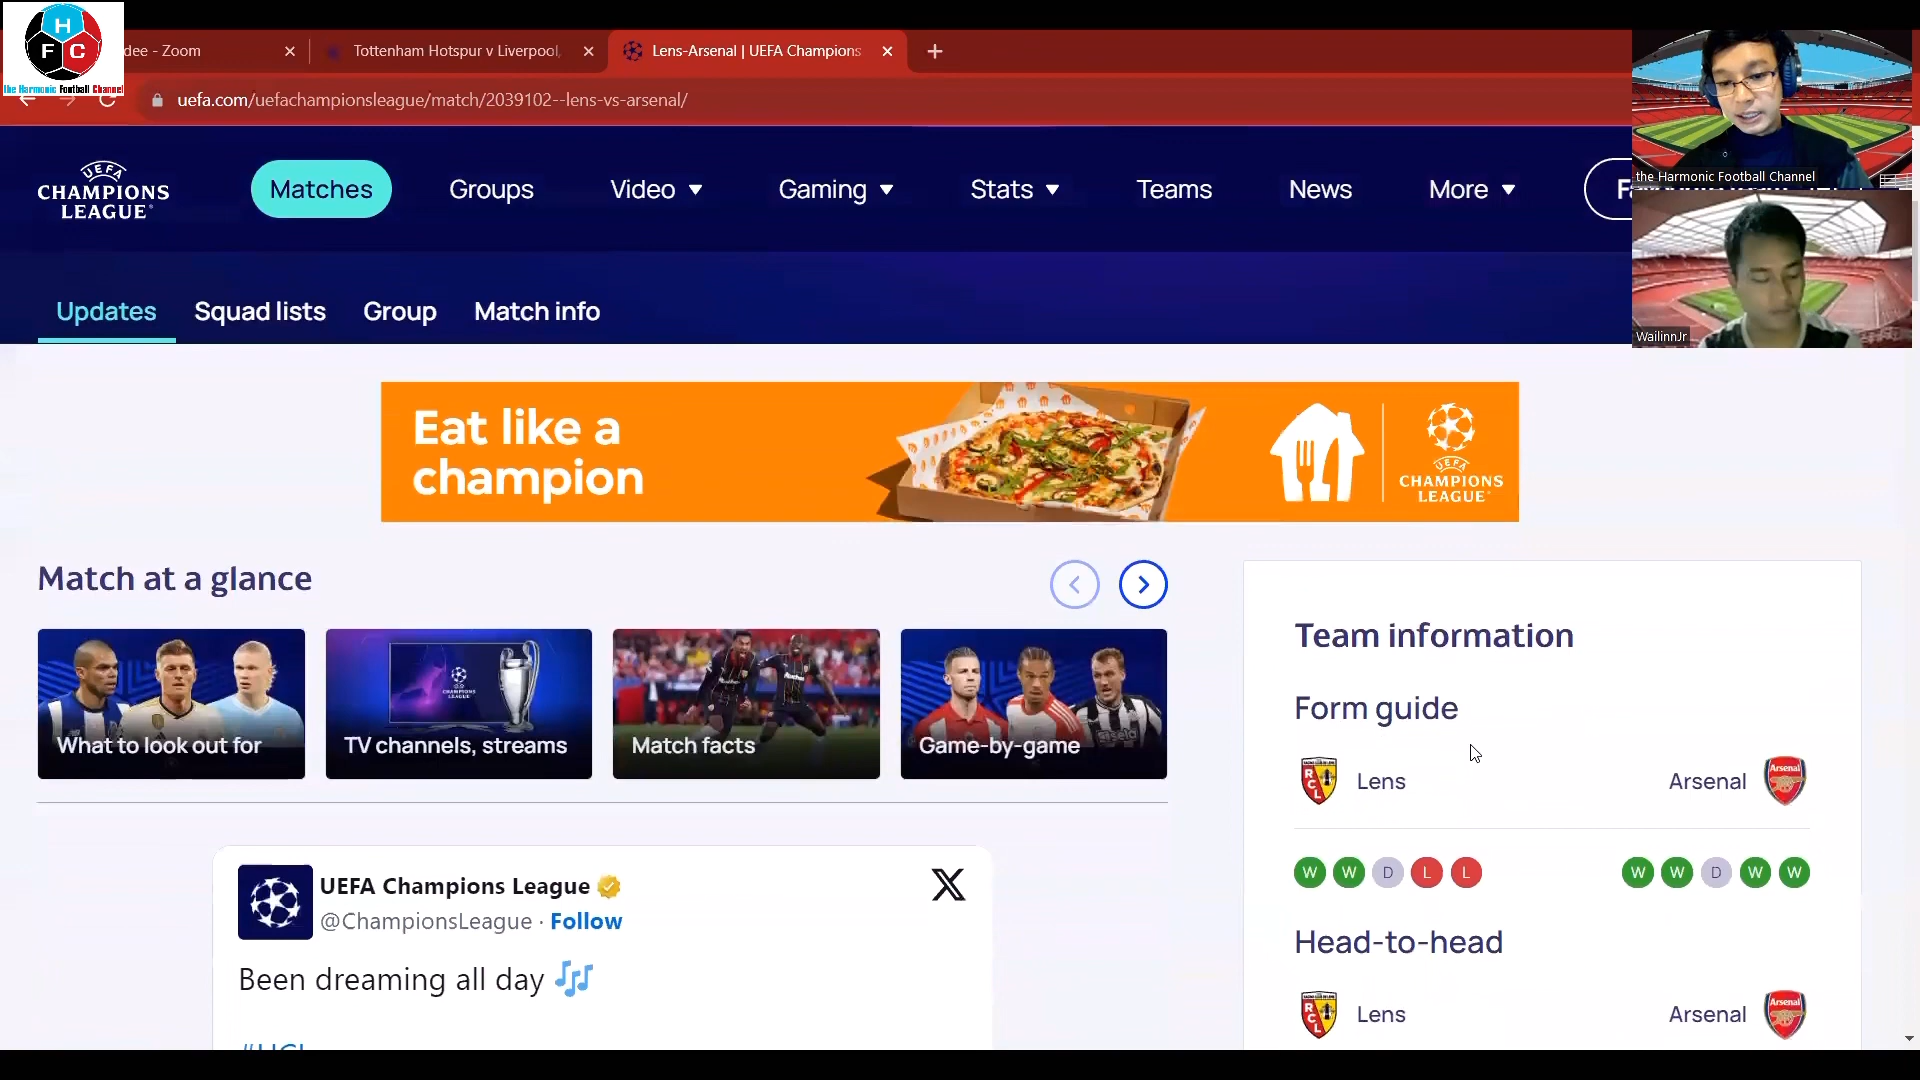 H
F C
the Harmonic Football Channel
dee - Zoom
Tottenham Hotspur v Liverpool,
Lens-Arsenal | UEFA Champions
uefa.com/uefachampionsleague/match/2039102--lens-vs-arsenal/
the Harmonic Football Channel
WailinnJr
UEFA
CHAMPIONS
LEAGUE
Matches
Groups
Video
Gaming
Stats
Teams
News
More
Updates
Squad lists
Group
Match info
Eat like a
champion
UEFA
CHAMPIONS
LEAGUE
Match at a glance
What to look out for
TV channels, streams
Match facts
Game-by-game
Team information
Form guide
Lens
Arsenal
W W D L L
W W D W W
Head-to-head
Lens
Arsenal
UEFA Champions League
@ChampionsLeague · Follow
Been dreaming all day